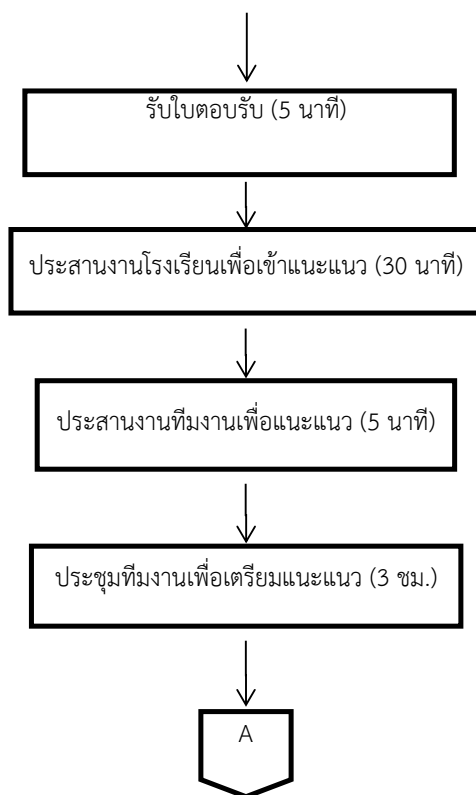 รับใบตอบรับ (5 นาที)
ประสานงานโรงเรียนเพื่อเข้าแนะแนว (30 นาที)
ประสานงานทีมงานเพื่อแนะแนว (5 นาที)
ประชุมทีมงานเพื่อเตรียมแนะแนว (3 ชม.)
A